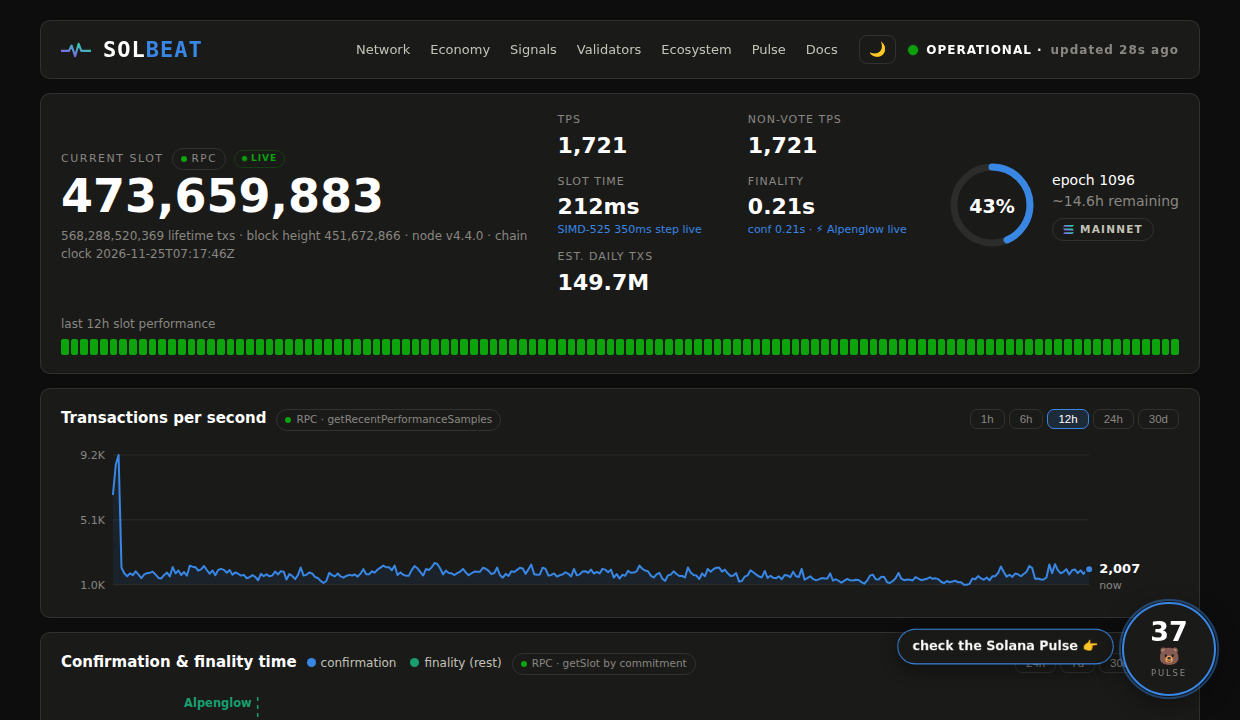 SOLBEAT
Network Economy Signals Validators Ecosystem Pulse Docs
OPERATIONAL · updated 28s ago
CURRENT SLOT RPC LIVE
473,659,883
568,288,520,369 lifetime txs · block height 451,672,866 · node v4.4.0 · chain
clock 2026-11-25T07:17:46Z
TPS
1,721
NON-VOTE TPS
1,721
SLOT TIME
212ms
SIMD-525 350ms step live
FINALITY
0.21s
conf 0.21s · ⚡ Alpenglow live
EST. DAILY TXS
149.7M
43%
epoch 1096
~14.6h remaining
MAINNET
last 12h slot performance
Transactions per second RPC · getRecentPerformanceSamples
1h 6h 12h 24h 30d
9.2K
5.1K
1.0K
2,007
now
Confirmation & finality time confirmation finality (rest) RPC · getSlot by commitment
check the Solana Pulse 👉
37
PULSE
Alpenglow